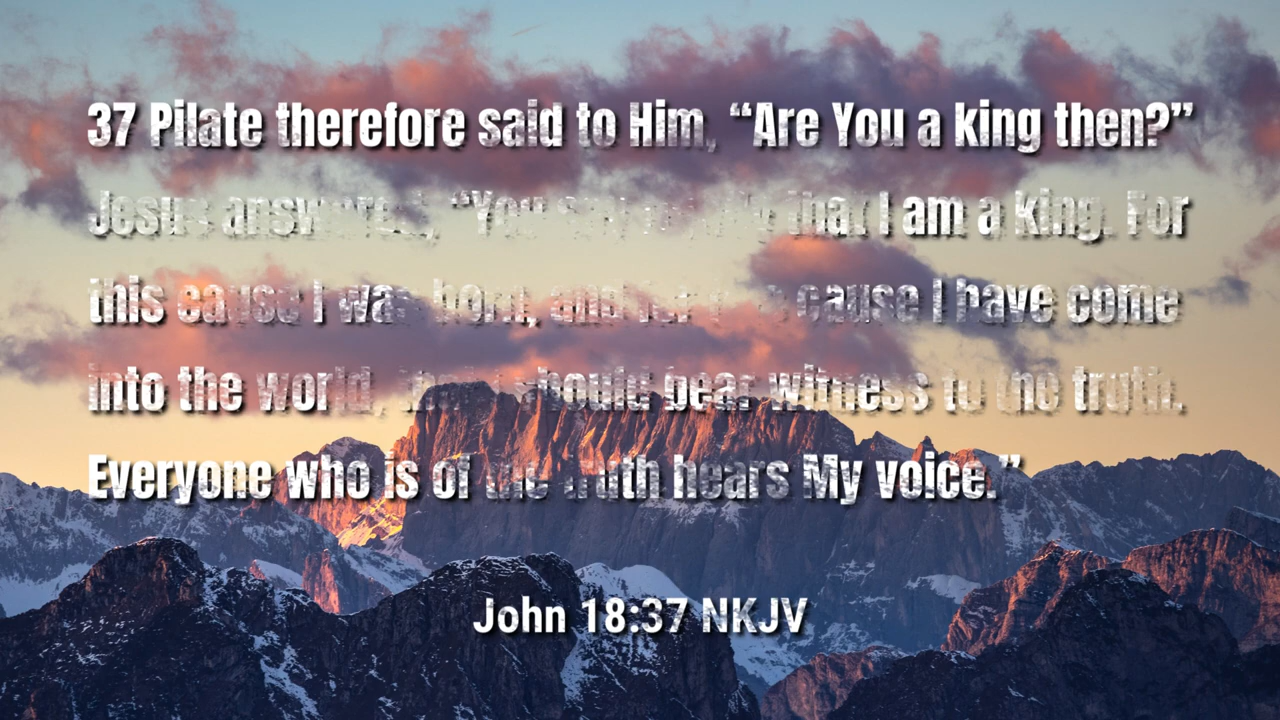 37 Pilate therefore said to Him, “Are You a king then?”
Jesus answered, “You say rightly that I am a king. For
this cause I was born, and for this cause I have come
into the world, that I should bear witness to the truth.
Everyone who is of the truth hears My voice.”
John 18:37 NKJV